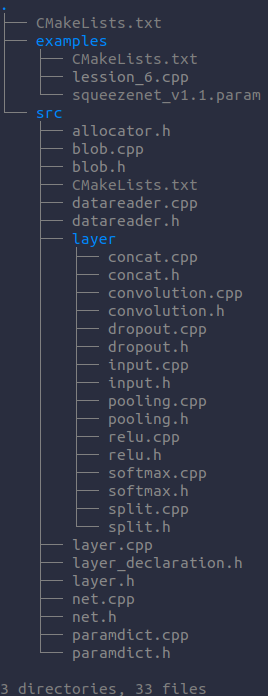 .
├── CMakeLists.txt
├── examples
│   ├── CMakeLists.txt
│   ├── lession_6.cpp
│   └── squeezenet_v1.1.param
└── src
    ├── allocator.h
    ├── blob.cpp
    ├── blob.h
    ├── CMakeLists.txt
    ├── datareader.cpp
    ├── datareader.h
    ├── layer
    │   ├── concat.cpp
    │   ├── concat.h
    │   ├── convolution.cpp
    │   ├── convolution.h
    │   ├── dropout.cpp
    │   ├── dropout.h
    │   ├── input.cpp
    │   ├── input.h
    │   ├── pooling.cpp
    │   ├── pooling.h
    │   ├── relu.cpp
    │   ├── relu.h
    │   ├── softmax.cpp
    │   ├── softmax.h
    │   ├── split.cpp
    │   └── split.h
    ├── layer.cpp
    ├── layer_declaration.h
    ├── layer.h
    ├── net.cpp
    ├── net.h
    ├── paramdict.cpp
    └── paramdict.h

3 directories, 33 files